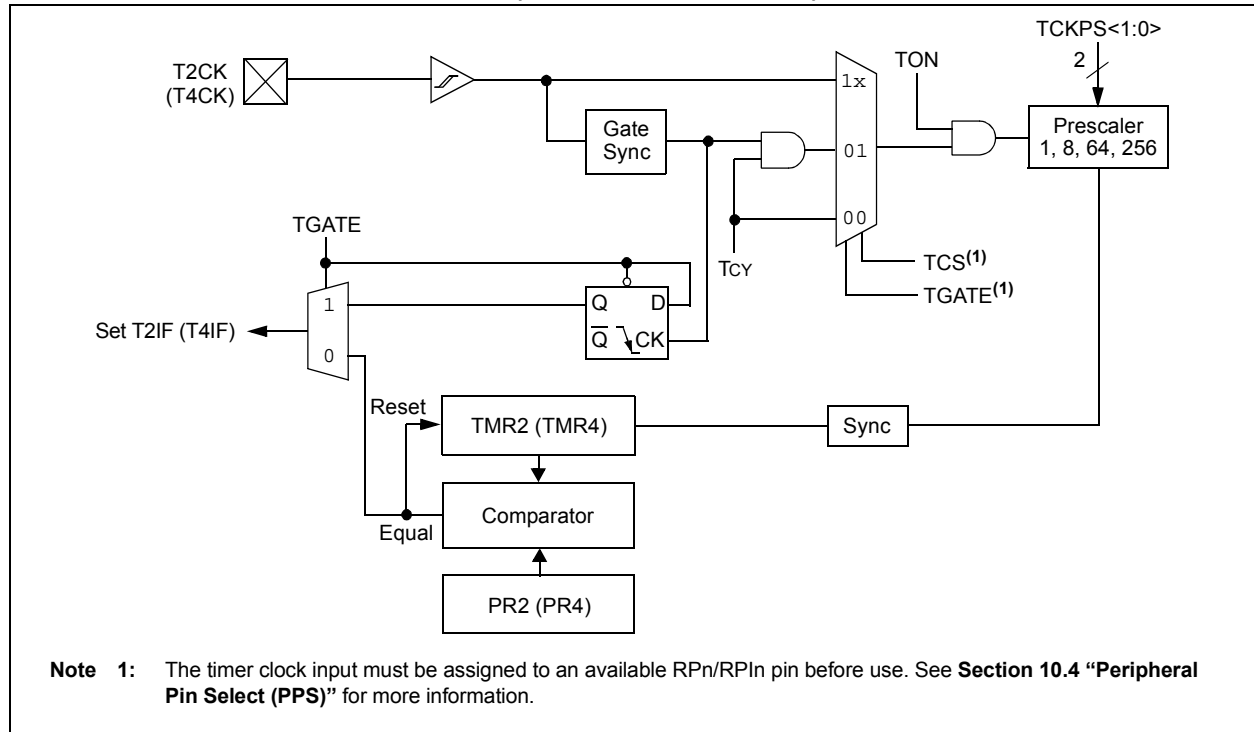 TCKPS<1:0>
2
T2CK
(T4CK)
TON
1x
Gate
Sync
01
Prescaler
1, 8, 64, 256
00
TGATE
TCY
TCS(1)
TGATE(1)
1
Q
D
Set T2IF (T4IF)
0
Q
CK
Reset
TMR2 (TMR4)
Sync
Equal
Comparator
PR2 (PR4)
Note 1: The timer clock input must be assigned to an available RPn/RPIn pin before use. See Section 10.4 “Peripheral
Pin Select (PPS)” for more information.